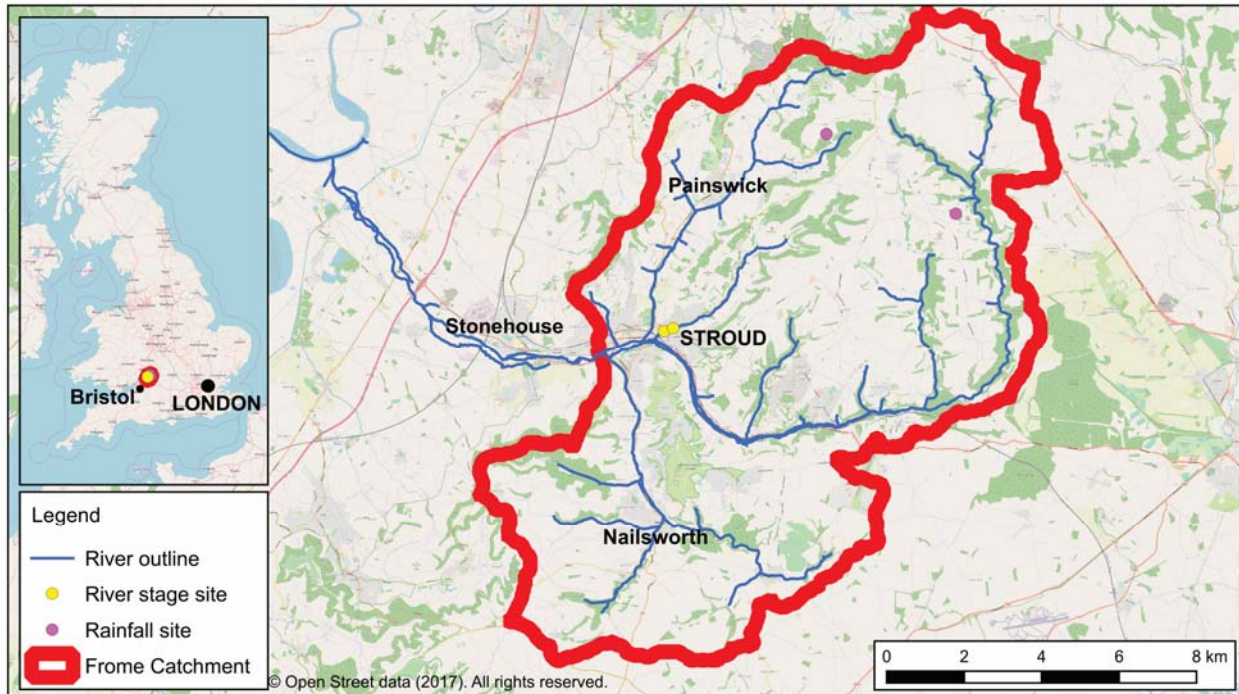 Painswick
Stonehouse
STROUD
Nailsworth
Bristol
LONDON
Legend
River outline
River stage site
Rainfall site
Frome Catchment
© Open Street data (2017). All rights reserved.
0 2 4 6 8 km